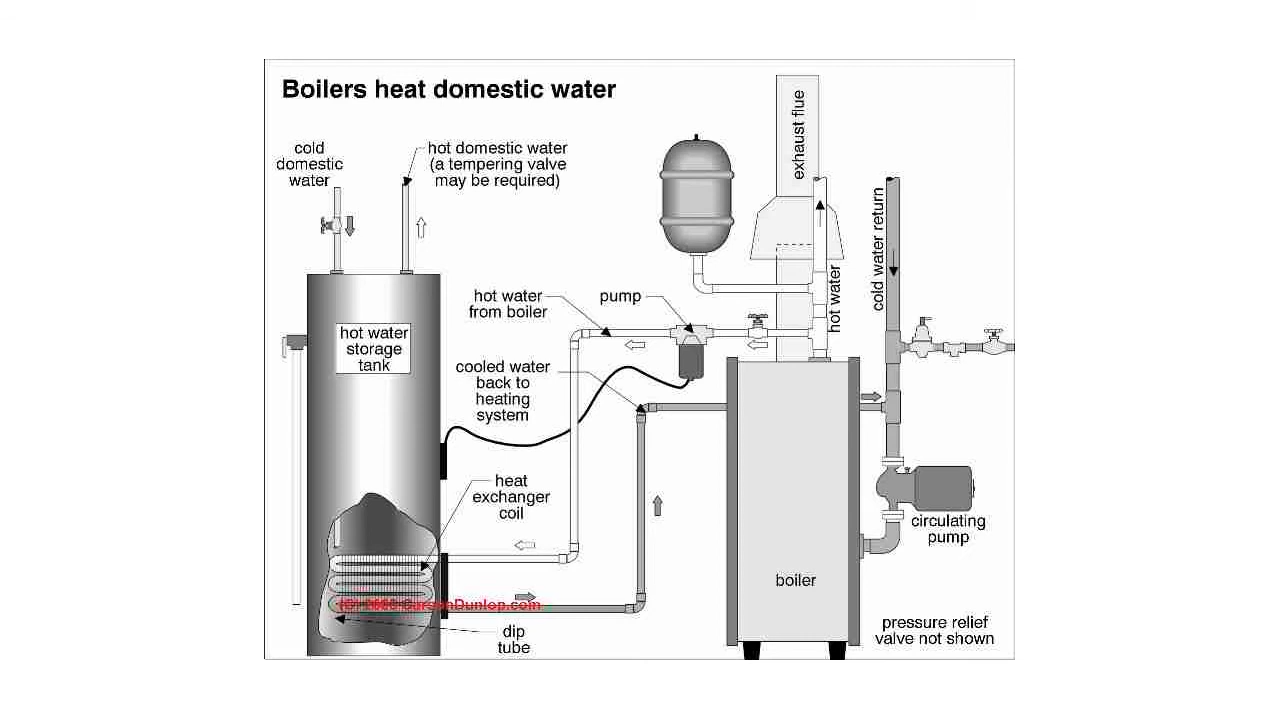 Boilers heat domestic water
cold
domestic
water
hot domestic water
(a tempering valve
may be required)
exhaust flue
cold water return
hot water
hot water
from boiler
pump
hot water
storage
tank
cooled water
back to
heating
system
heat
exchanger
coil
circulating
pump
boiler
dip
tube
pressure relief
valve not shown